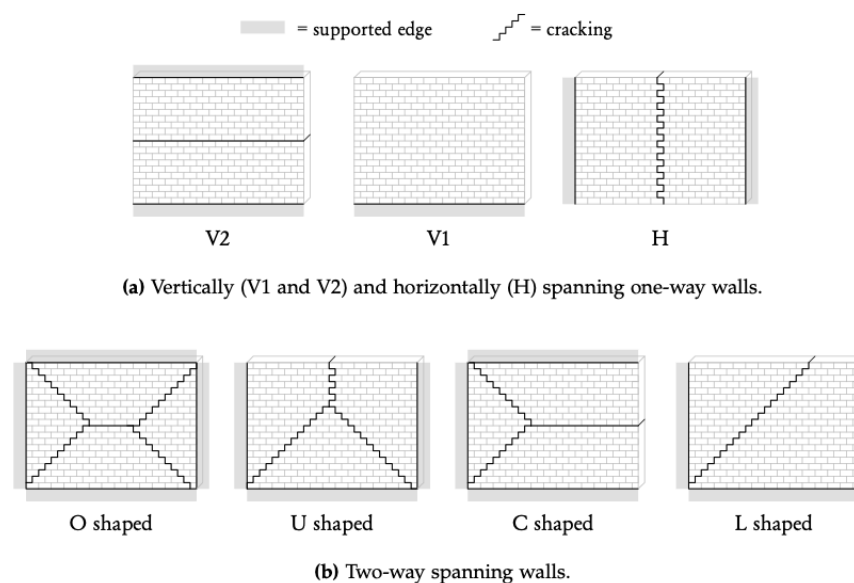 = supported edge = cracking
V2 V1 H
(a) Vertically (V1 and V2) and horizontally (H) spanning one-way walls.
O shaped U shaped C shaped L shaped
(b) Two-way spanning walls.